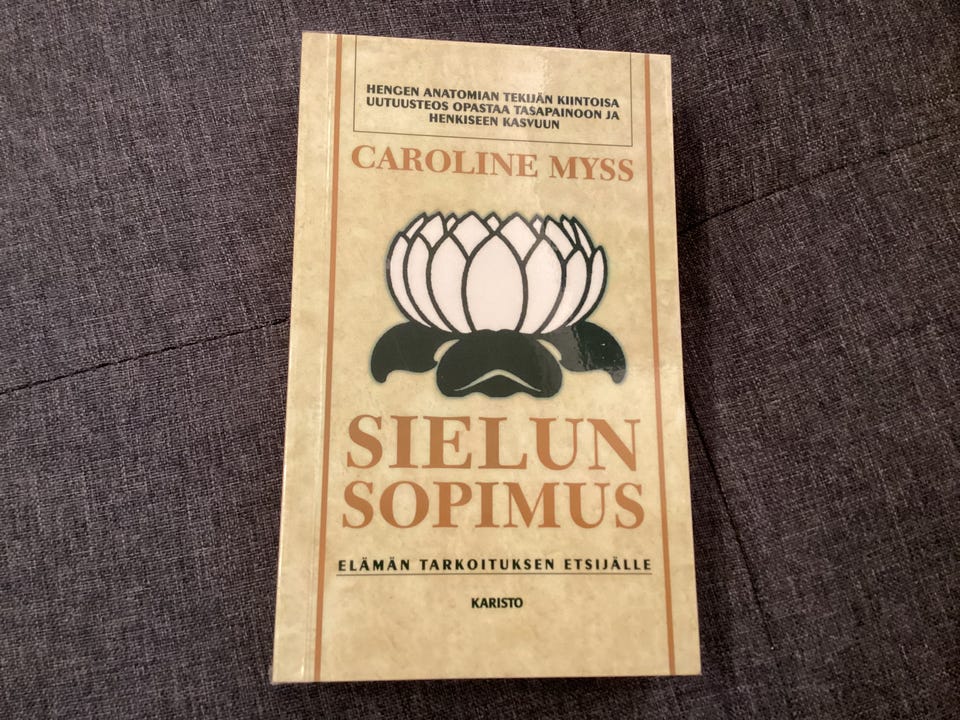 HENGEN ANATOMIAN TEKIJÄN KIINTOISA
UUTUUSTEOS OPASTAA TASAPAINOON JA
HENKISEEN KASVUUN
CAROLINE MYSS
SIELUN
SOPIMUS
ELÄMÄN TARKOITUKSEN ETSIJÄLLE
KARISTO